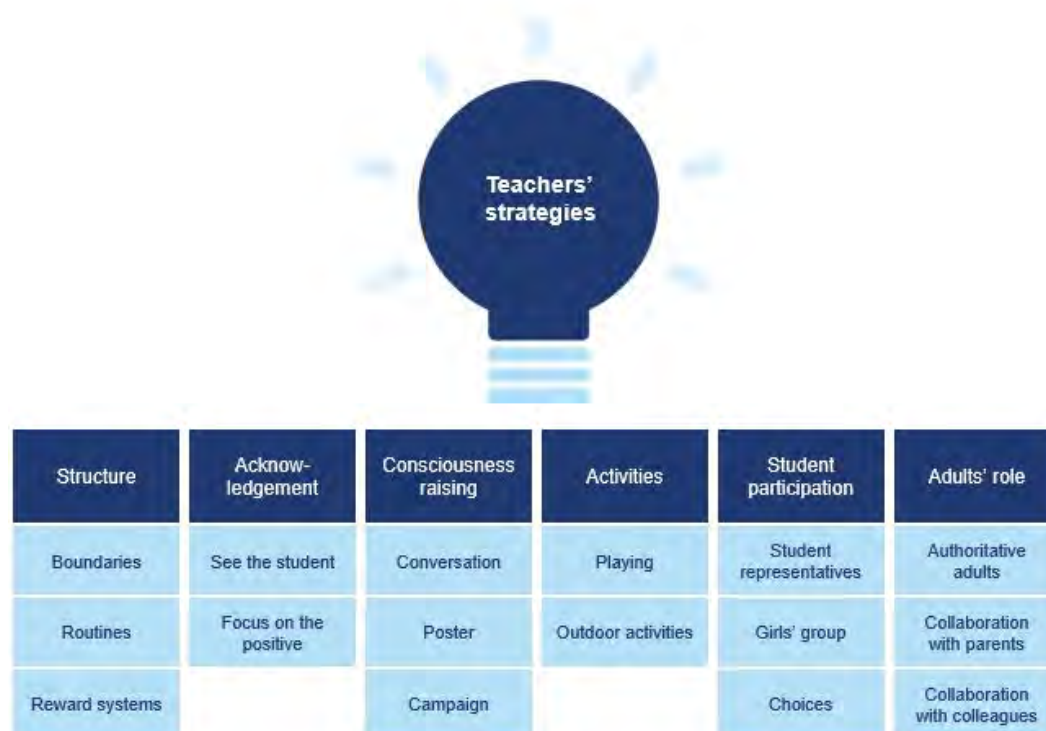 Teachers'
strategies
Structure
Acknow-
ledgement
Consciousness
raising
Activities
Student
participation
Adults' role
Boundaries
See the student
Conversation
Playing
Student
representatives
Authoritative
adults
Routines
Focus on the
positive
Poster
Outdoor activities
Girls' group
Collaboration
with parents
Reward systems
Campaign
Choices
Collaboration
with colleagues